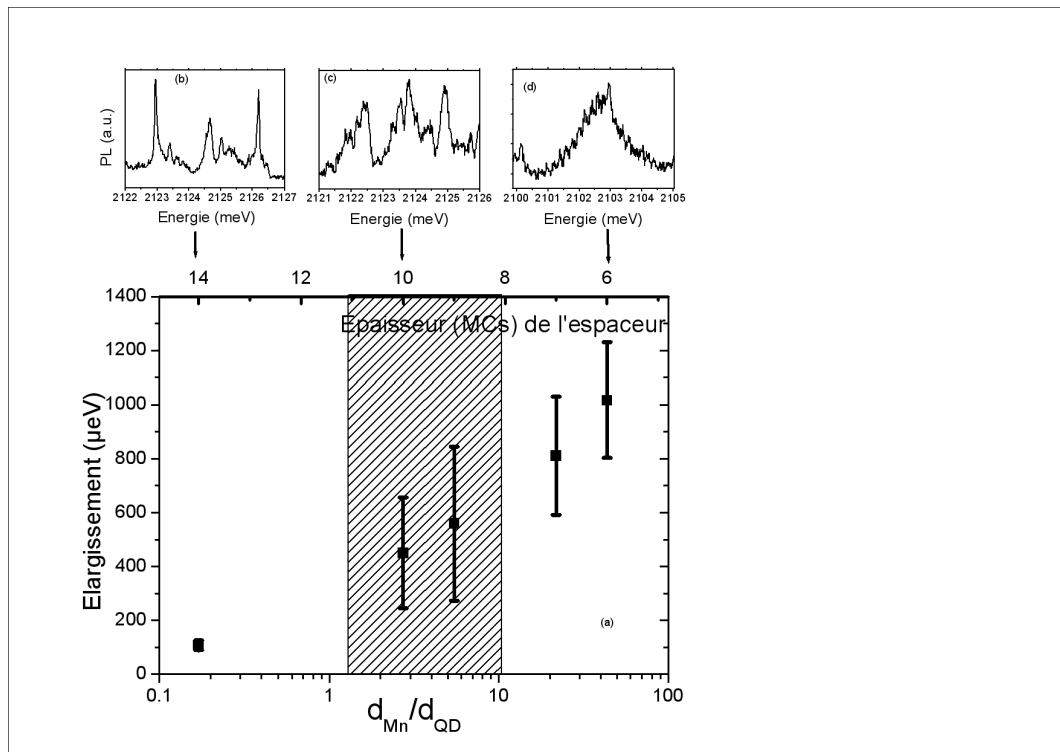 (b) (c) (d)
PL (a.u.)
2122 2123 2124 2125 2126 2127
2121 2122 2123 2124 2125 2126
2100 2101 2102 2103 2104 2105
Energie (meV) Energie (meV) Energie (meV)
14 12 10 8 6
Epaisseur (MCs) de l'espaceur
1400
1200
1000
800
600
400
200
0
Elargissement (µeV)
(a)
0.1 1 10 100
dMn/dQD